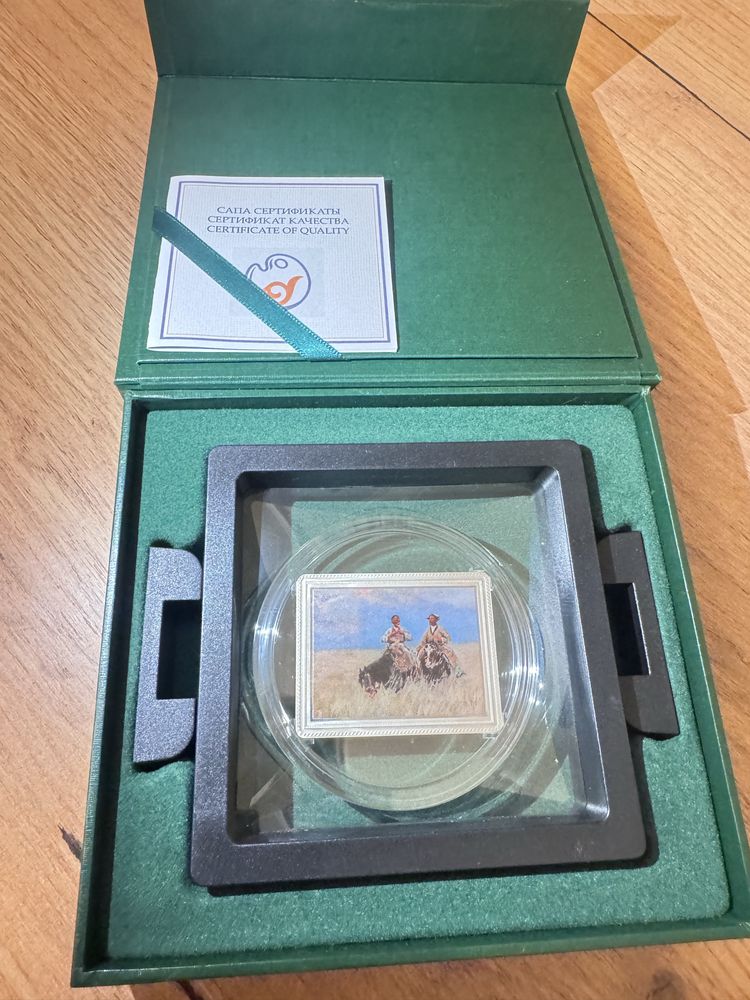 САПА СЕРТИФИКАТЫ
СЕРТИФИКАТ КАЧЕСТВА
CERTIFICATE OF QUALITY